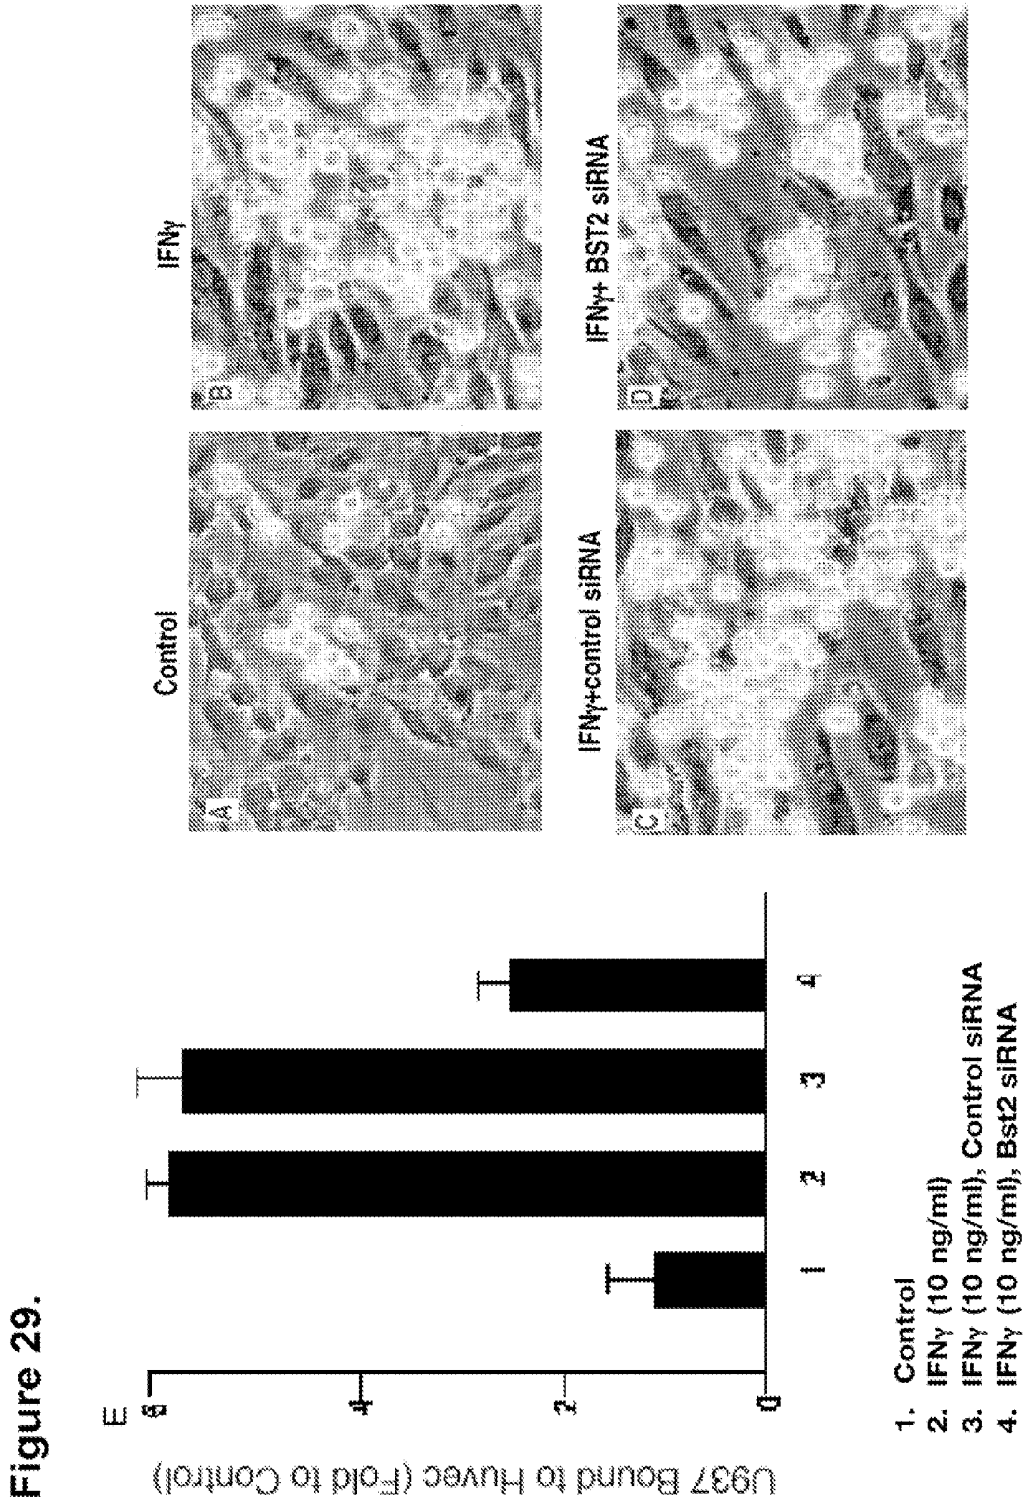 Figure 29.
Control
IFNγ
A
B
IFNγ+control siRNA
IFNγ+ BST2 siRNA
C
D
E
U937 Bound to Huvec (Fold to Control)
6
4
2
0
1
2
3
4
1. Control
2. IFNγ (10 ng/ml)
3. IFNγ (10 ng/ml), Control siRNA
4. IFNγ (10 ng/ml), Bst2 siRNA